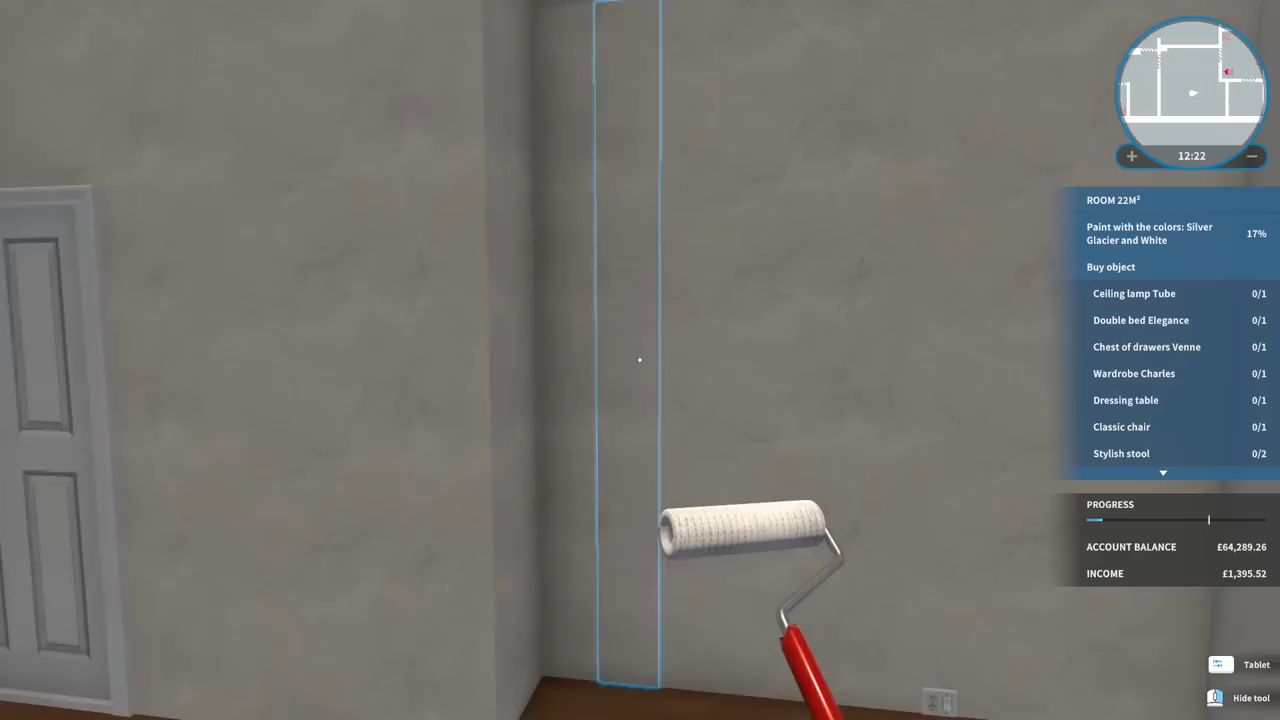 12:22
ROOM 22M²
Paint with the colors: Silver
Glacier and White 17%
Buy object
Ceiling lamp Tube 0/1
Double bed Elegance 0/1
Chest of drawers Venne 0/1
Wardrobe Charles 0/1
Dressing table 0/1
Classic chair 0/1
Stylish stool 0/2
PROGRESS
ACCOUNT BALANCE £64,289.26
INCOME £1,395.52
Tablet
Hide tool